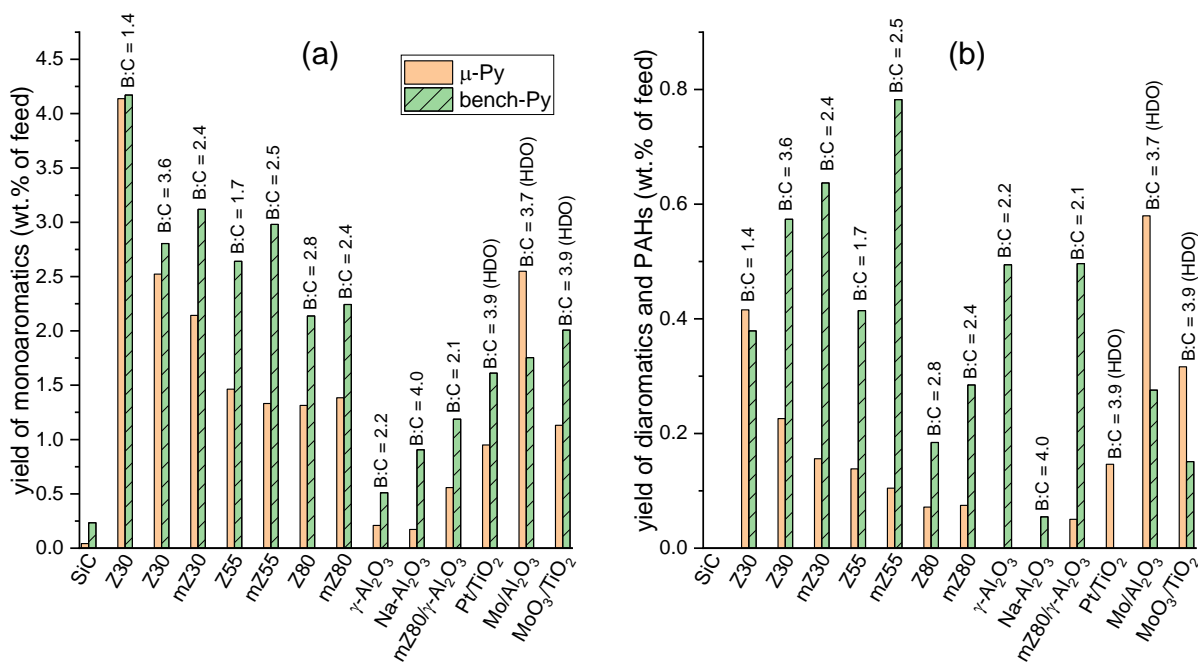 (a)
μ-Py
bench-Py
yield of monoaromatics (wt.% of feed)
4.5
4.0
3.5
3.0
2.5
2.0
1.5
1.0
0.5
0.0
B:C = 1.4
B:C = 3.6
B:C = 2.4
B:C = 1.7
B:C = 2.5
B:C = 2.8
B:C = 2.4
B:C = 2.2
B:C = 4.0
B:C = 2.1
B:C = 3.9 (HDO)
B:C = 3.7 (HDO)
B:C = 3.9 (HDO)
SiC
Z30
Z30
mZ30
Z55
mZ55
Z80
mZ80
γ-Al₂O₃
Na-Al₂O₃
mZ80/γ-Al₂O₃
Pt/TiO₂
Mo/Al₂O₃
MoO₃/TiO₂
(b)
yield of diaromatics and PAHs (wt.% of feed)
0.8
0.6
0.4
0.2
0.0
B:C = 1.4
B:C = 3.6
B:C = 2.4
B:C = 1.7
B:C = 2.5
B:C = 2.8
B:C = 2.4
B:C = 2.2
B:C = 4.0
B:C = 2.1
B:C = 3.9 (HDO)
B:C = 3.7 (HDO)
B:C = 3.9 (HDO)
SiC
Z30
Z30
mZ30
Z55
mZ55
Z80
mZ80
γ-Al₂O₃
Na-Al₂O₃
mZ80/γ-Al₂O₃
Pt/TiO₂
Mo/Al₂O₃
MoO₃/TiO₂